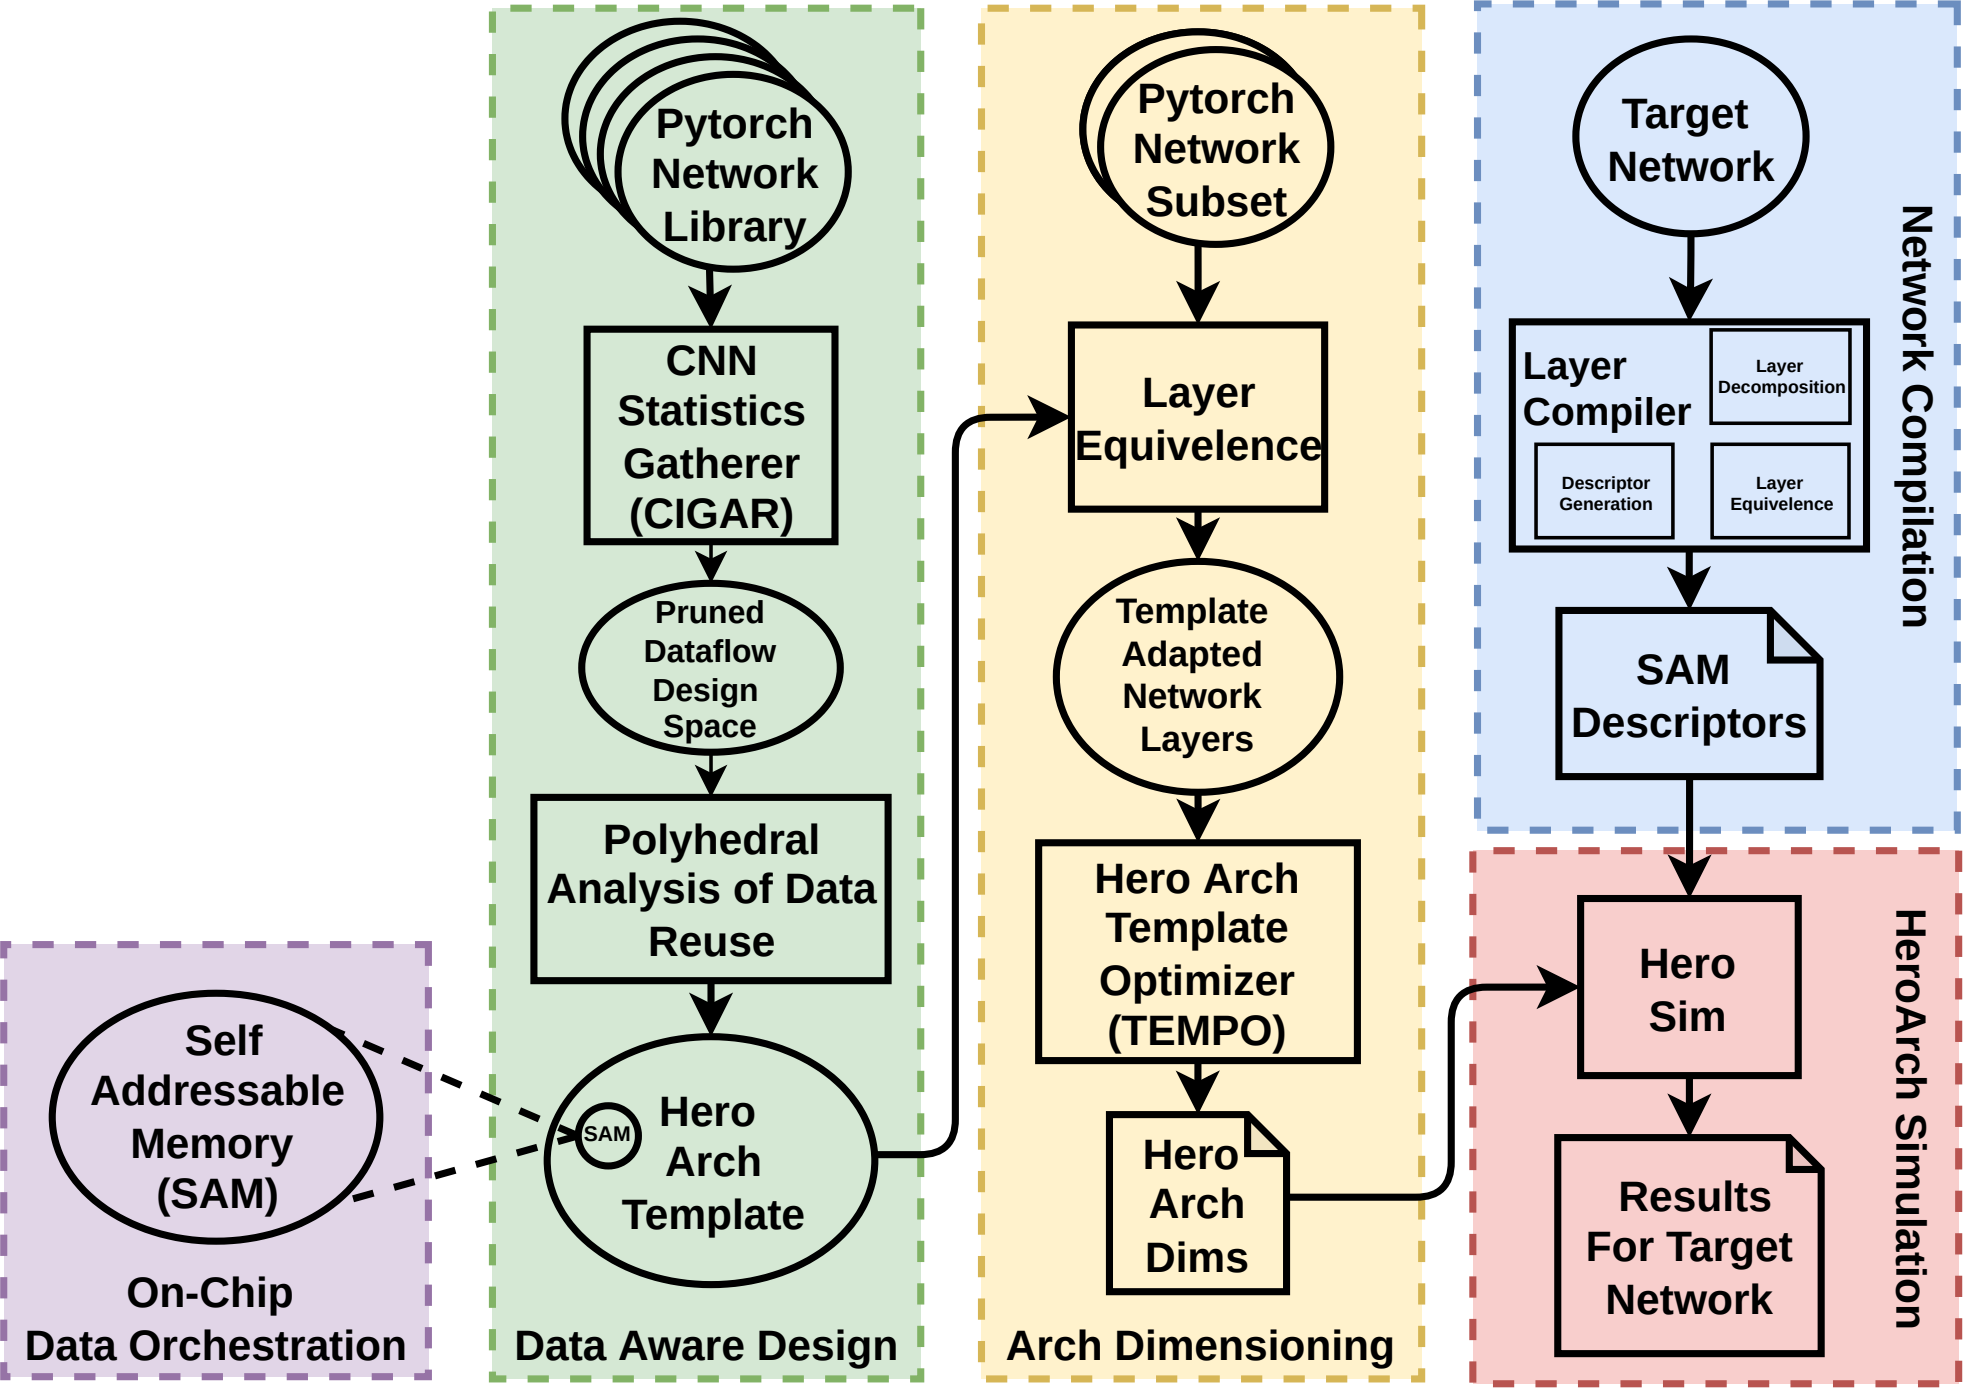 Self
Addressable
Memory
(SAM)
On-Chip
Data Orchestration
Pytorch
Network
Library
CNN
Statistics
Gatherer
(CIGAR)
Pruned
Dataflow
Design
Space
Polyhedral
Analysis of Data
Reuse
SAM
Hero
Arch
Template
Data Aware Design
Pytorch
Network
Subset
Layer
Equivelence
Template
Adapted
Network
Layers
Hero Arch
Template
Optimizer
(TEMPO)
Hero
Arch
Dims
Arch Dimensioning
Target
Network
Layer
Compiler
Layer
Decomposition
Descriptor
Generation
Layer
Equivelence
SAM
Descriptors
Network Compilation
Hero
Sim
Results
For Target
Network
HeroArch Simulation